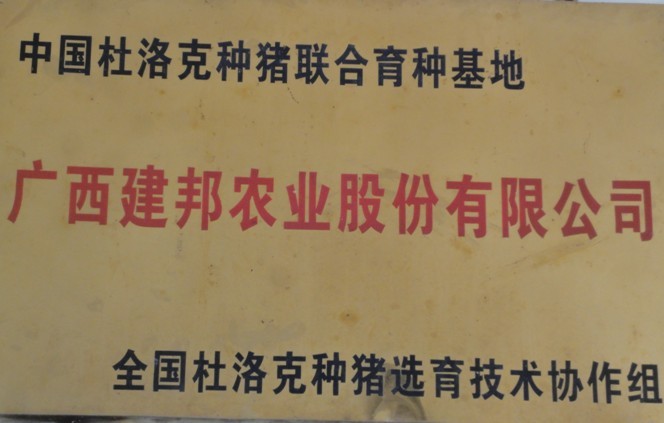 中国杜洛克种猪联合育种基地
广西建邦农业股份有限公司
全国杜洛克种猪选育技术协作组